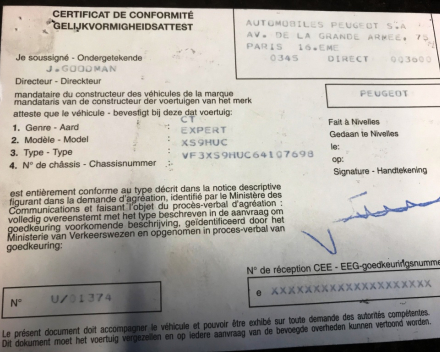 CERTIFICAT DE CONFORMITÉ
GELIJKVORMIGHEIDSATTEST
AUTOMOBILES PEUGEOT S.A
AV. DE LA GRANDE ARMEE, 75
PARIS 16.EME
0345 DIRECT 003000
Je soussigné - Ondergetekende
J.GOODMAN
Directeur - Direckteur
mandataire du constructeur des véhicules de la marque
mandataris van de constructeur der voertuigen van het merk
PEUGEOT
atteste que le véhicule - bevestigt bij deze dat voertuig:
1. Genre - Aard : CT
2. Modèle - Model : EXPERT
3. Type - Type : XS9HUC
4. N° de châssis - Chassisnummer : VF3XS9HUC64107698
Fait à Nivelles
Gedaan te Nivelles
le:
op:
Signature - Handtekening
est entièrement conforme au type décrit dans la notice descriptive
figurant dans la demande d'agréation, identifié par le Ministère des
Communications et faisant l'objet du procès-verbal d'agréation :
volledig overeenstemt met het type beschreven in de aanvraag om
goedkeuring voorkomende beschrijving, geïdentificeerd door het
Ministerie van Verkeerswezen en opgenomen in proces-verbal van
goedkeuring:
N° U/01374
N° de réception CEE - EEG-goedkeuringsnumme
e XXXXXXXXXXXXXXXXXXX
Le présent document doit accompagner le véhicule et pouvoir être exhibé sur toute demande des autorités compétentes.
Dit dokument moet het voertuig vergezellen en op iedere aanvraag van de bevoegde overheden kunnen vertoond worden.